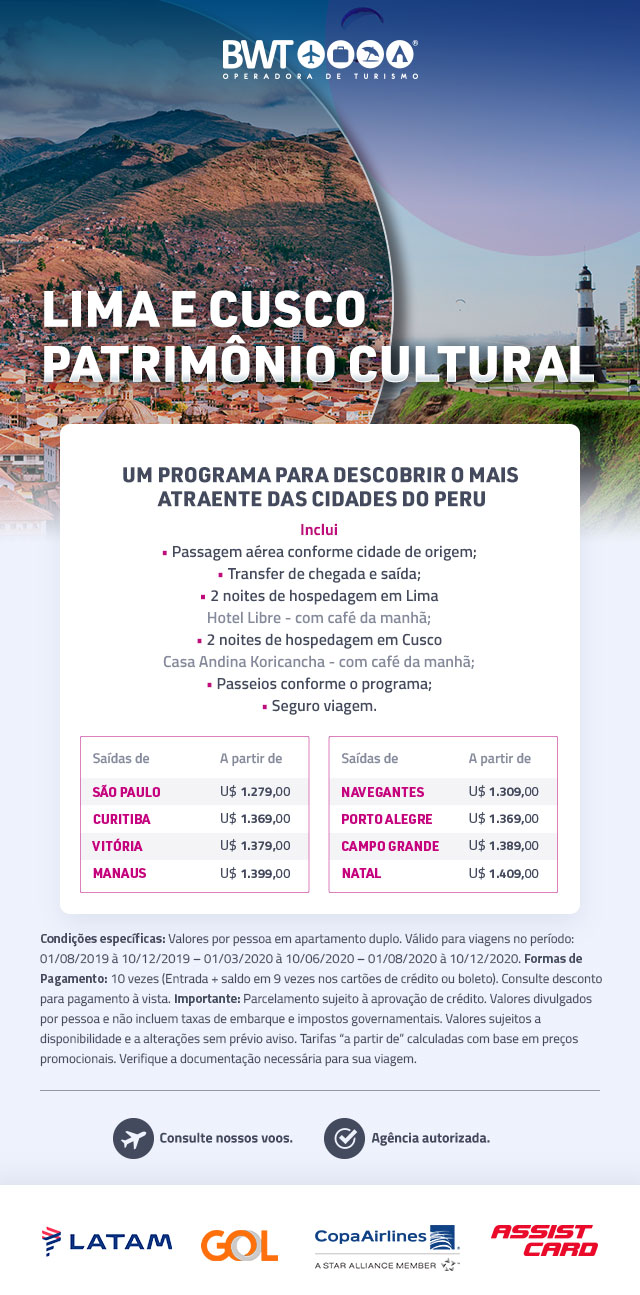 BWT
OPERADORA DE TURISMO
LIMA E CUSCO
PATRIMÔNIO CULTURAL
UM PROGRAMA PARA DESCOBRIR O MAIS
ATRAENTE DAS CIDADES DO PERU
Inclui
▪ Passagem aérea conforme cidade de origem;
▪ Transfer de chegada e saída;
▪ 2 noites de hospedagem em Lima
Hotel Libre - com café da manhã;
▪ 2 noites de hospedagem em Cusco
Casa Andina Koricancha - com café da manhã;
▪ Passeios conforme o programa;
▪ Seguro viagem.
Saídas de A partir de
SÃO PAULO U$ 1.279,00
CURITIBA U$ 1.369,00
VITÓRIA U$ 1.379,00
MANAUS U$ 1.399,00
Saídas de A partir de
NAVEGANTES U$ 1.309,00
PORTO ALEGRE U$ 1.369,00
CAMPO GRANDE U$ 1.389,00
NATAL U$ 1.409,00
Condições específicas: Valores por pessoa em apartamento duplo. Válido para viagens no período:
01/08/2019 à 10/12/2019 – 01/03/2020 à 10/06/2020 – 01/08/2020 à 10/12/2020. Formas de
Pagamento: 10 vezes (Entrada + saldo em 9 vezes nos cartões de crédito ou boleto). Consulte desconto
para pagamento à vista. Importante: Parcelamento sujeito à aprovação de crédito. Valores divulgados
por pessoa e não incluem taxas de embarque e impostos governamentais. Valores sujeitos a
disponibilidade e a alterações sem prévio aviso. Tarifas “a partir de” calculadas com base em preços
promocionais. Verifique a documentação necessária para sua viagem.
Consulte nossos voos.
Agência autorizada.
LATAM
GOL
CopaAirlines
A STAR ALLIANCE MEMBER
ASSIST
CARD